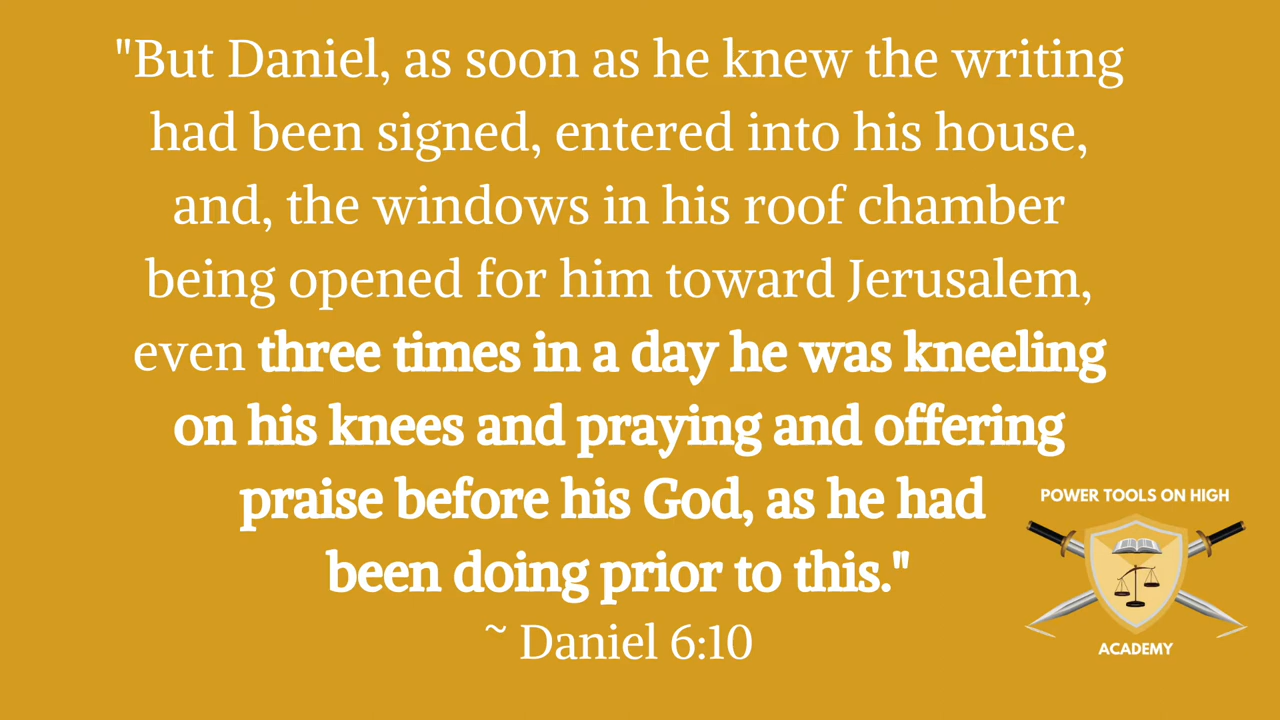 "But Daniel, as soon as he knew the writing
had been signed, entered into his house,
and, the windows in his roof chamber
being opened for him toward Jerusalem,
even three times in a day he was kneeling
on his knees and praying and offering
praise before his God, as he had
been doing prior to this."
~ Daniel 6:10
POWER TOOLS ON HIGH
ACADEMY